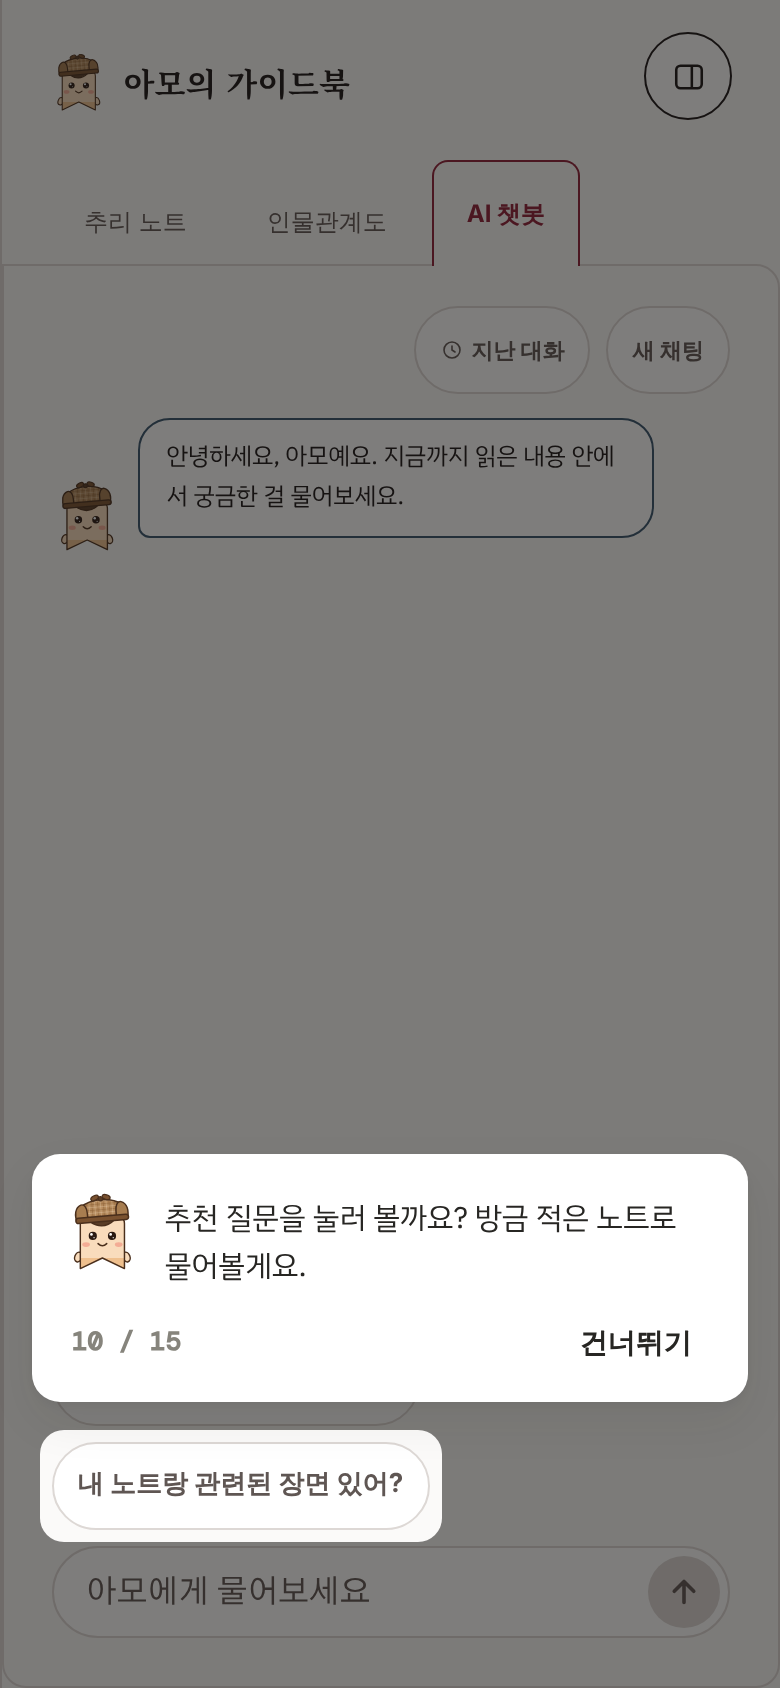 아모의 가이드북
추리 노트
인물관계도
AI 챗봇
지난 대화
새 채팅
안녕하세요, 아모예요. 지금까지 읽은 내용 안에
서 궁금한 걸 물어보세요.
추천 질문을 눌러 볼까요? 방금 적은 노트로
물어볼게요.
10 / 15
건너뛰기
내 노트랑 관련된 장면 있어?
아모에게 물어보세요